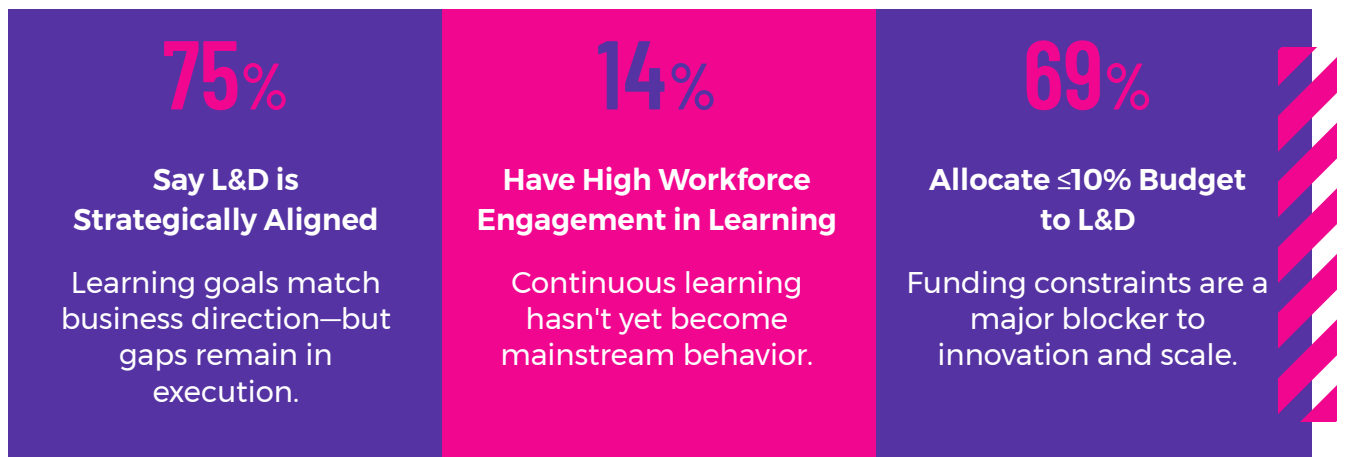 75%
Say L&D is
Strategically Aligned
Learning goals match
business direction—but
gaps remain in
execution.
14%
Have High Workforce
Engagement in Learning
Continuous learning
hasn't yet become
mainstream behavior.
69%
Allocate ≤10% Budget
to L&D
Funding constraints are a
major blocker to
innovation and scale.